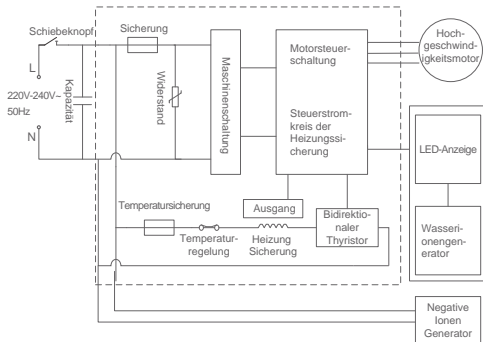 Schiebeknopf
Sicherung
L
220V-240V~
50Hz
N
Kapazität
Widerstand
Maschinenschaltung
Motorsteuer-
schaltung
Steuerstrom-
kreis der
Heizungssi-
cherung
Hoch-
geschwind-
igkeitsmotor
LED-Anzeige
Wasseri-
onengen-
erator
Temperatursicherung
Temperatur-
regelung
Heizung
Sicherung
Ausgang
Bidirektio-
naler
Thyristor
Negative
Ionen
Generator